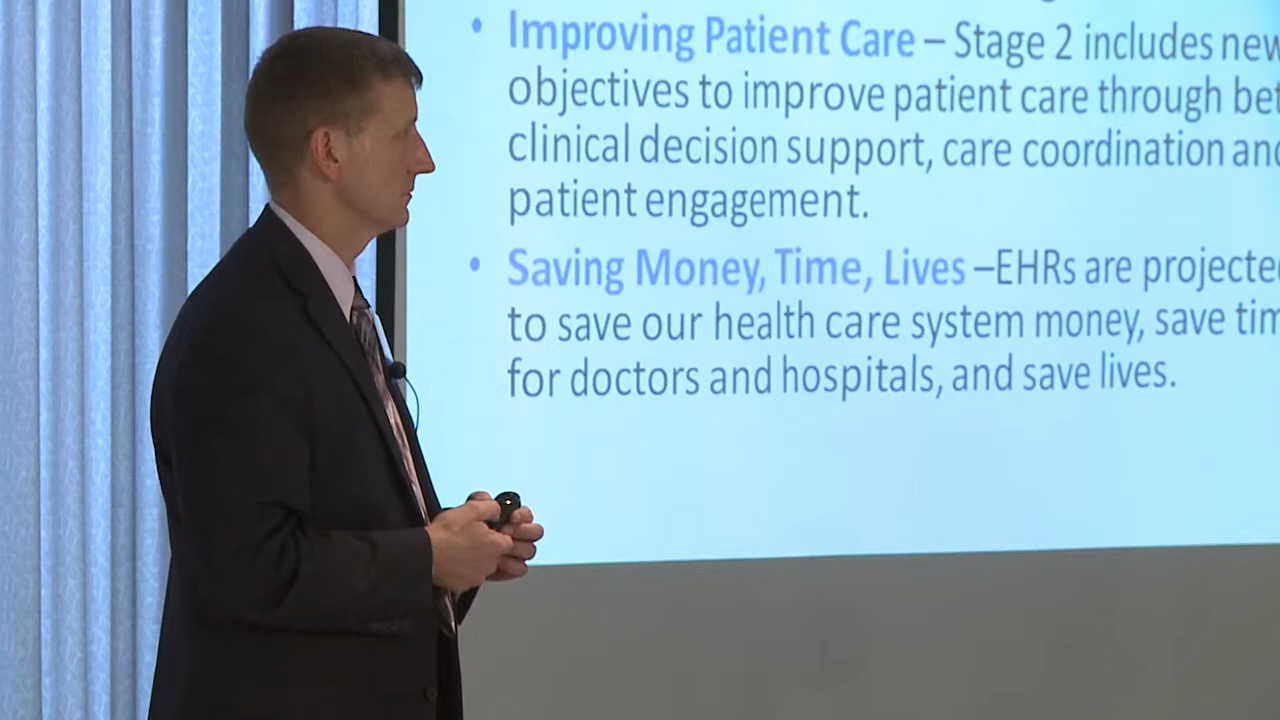 • Improving Patient Care – Stage 2 includes new
objectives to improve patient care through bet
clinical decision support, care coordination and
patient engagement.
• Saving Money, Time, Lives –EHRs are projected
to save our health care system money, save tim
for doctors and hospitals, and save lives.